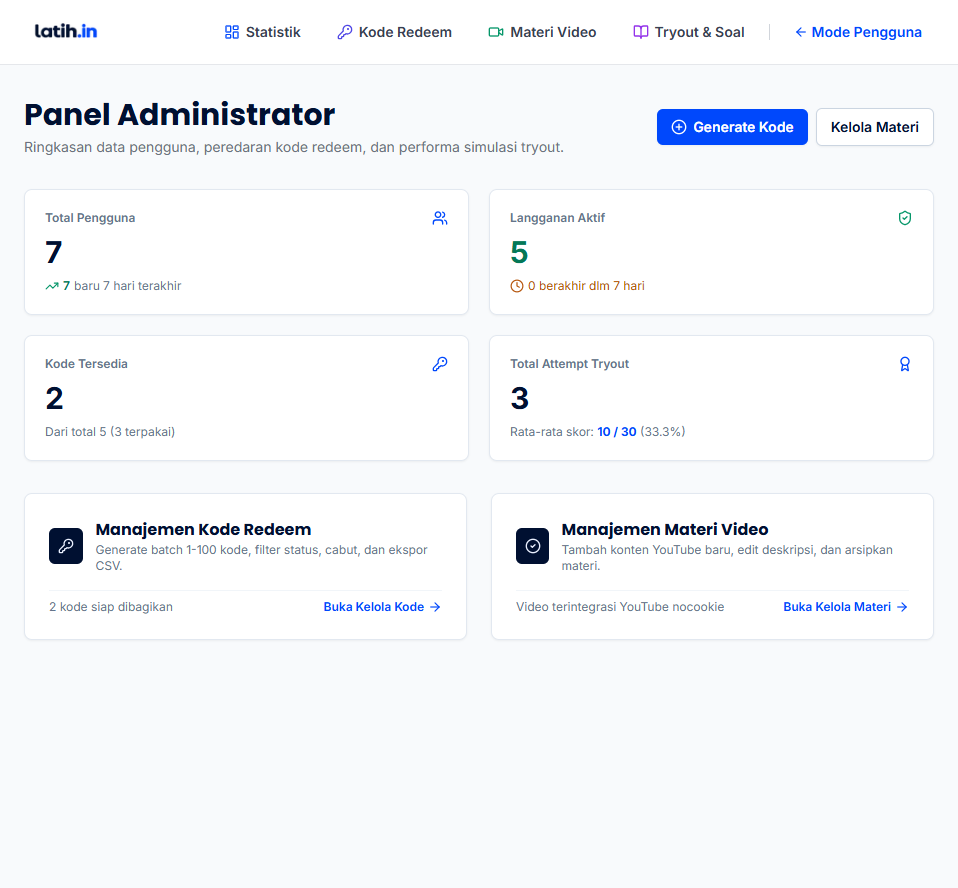 latih.in
Statistik
Kode Redeem
Materi Video
Tryout & Soal
Mode Pengguna
Panel Administrator
Ringkasan data pengguna, peredaran kode redeem, dan performa simulasi tryout.
Generate Kode
Kelola Materi
Total Pengguna
7
7 baru 7 hari terakhir
Langganan Aktif
5
0 berakhir dlm 7 hari
Kode Tersedia
2
Dari total 5 (3 terpakai)
Total Attempt Tryout
3
Rata-rata skor: 10 / 30 (33.3%)
Manajemen Kode Redeem
Generate batch 1-100 kode, filter status, cabut, dan ekspor
CSV.
2 kode siap dibagikan
Buka Kelola Kode
Manajemen Materi Video
Tambah konten YouTube baru, edit deskripsi, dan arsipkan
materi.
Video terintegrasi YouTube nocookie
Buka Kelola Materi